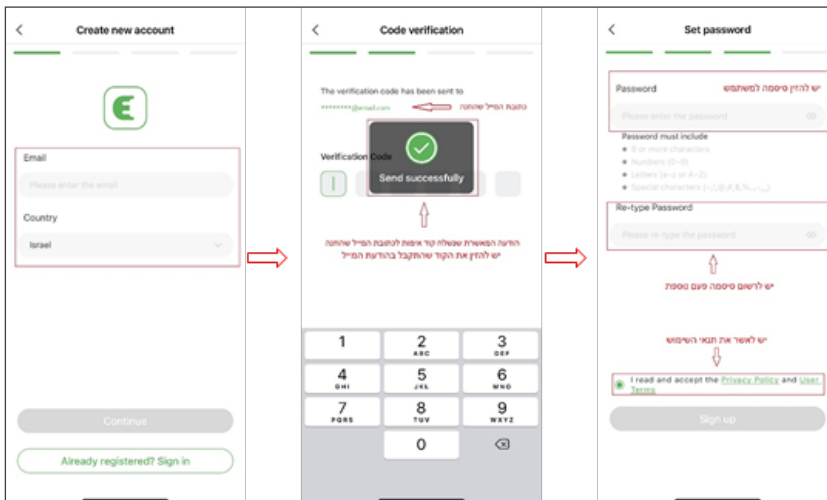 Create new account
Email
Please enter the email
Country
Israel
Continue
Already registered? Sign in
Code verification
The verification code has been sent to
********@email.com
כתובת המייל שהוזנה
Verification Code
Send successfully
הודעה המאשרת שנשלח קוד אימות לכתובת המייל שהוזנה
יש להזין את הקוד שהתקבל בהודעת המייל
1
2
ABC
3
DEF
4
GHI
5
JKL
6
MNO
7
PQRS
8
TUV
9
WXYZ
0
Set password
Password
יש להזין סיסמה למשתמש
Please enter the password
Password must include
8 or more characters
Numbers (0~9)
Letters (a~z or A~Z)
Re-type Password
Please re-type the password
יש לרשום סיסמה פעם נוספת
יש לאשר את תנאי השימוש
I read and accept the Privacy Policy and User
Terms
Sign up